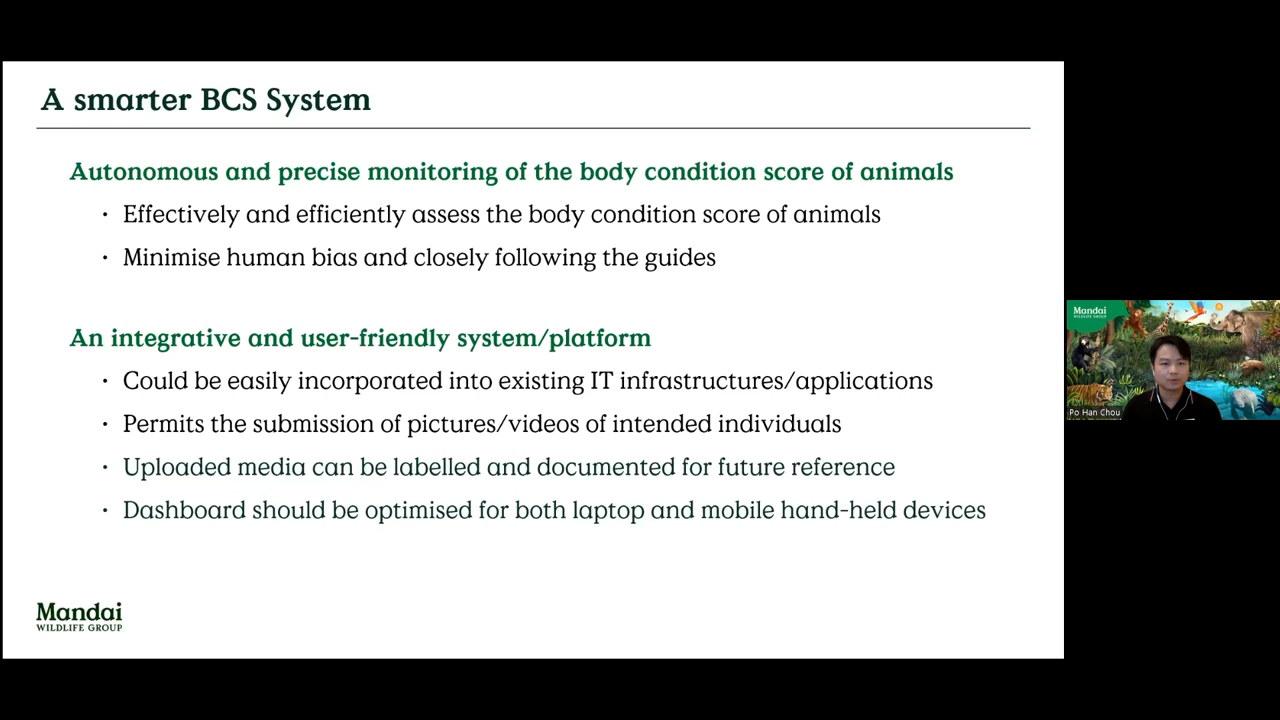 A smarter BCS System
Autonomous and precise monitoring of the body condition score of animals
· Effectively and efficiently assess the body condition score of animals
· Minimise human bias and closely following the guides
An integrative and user-friendly system/platform
· Could be easily incorporated into existing IT infrastructures/applications
· Permits the submission of pictures/videos of intended individuals
· Uploaded media can be labelled and documented for future reference
· Dashboard should be optimised for both laptop and mobile hand-held devices
Mandai
WILDLIFE GROUP
Mandai
WILDLIFE GROUP
Po Han Chou